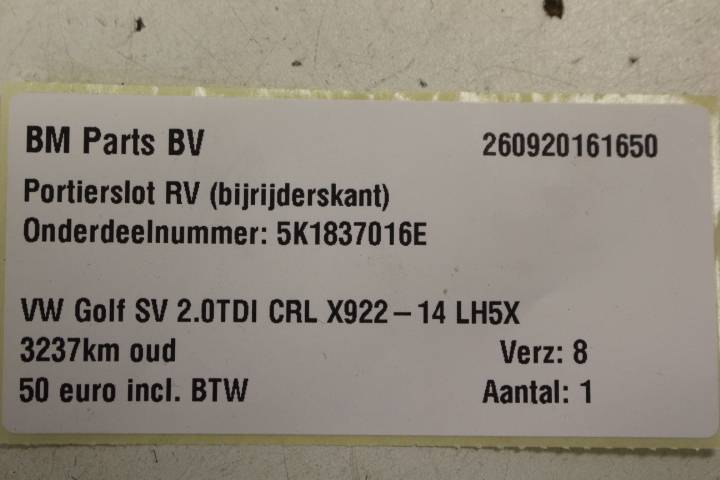 BM Parts BV 260920161650
Portierslot RV (bijrijderskant)
Onderdeelnummer: 5K1837016E
VW Golf SV 2.0TDI CRL X922-14 LH5X
3237km oud Verz: 8
50 euro incl. BTW Aantal: 1